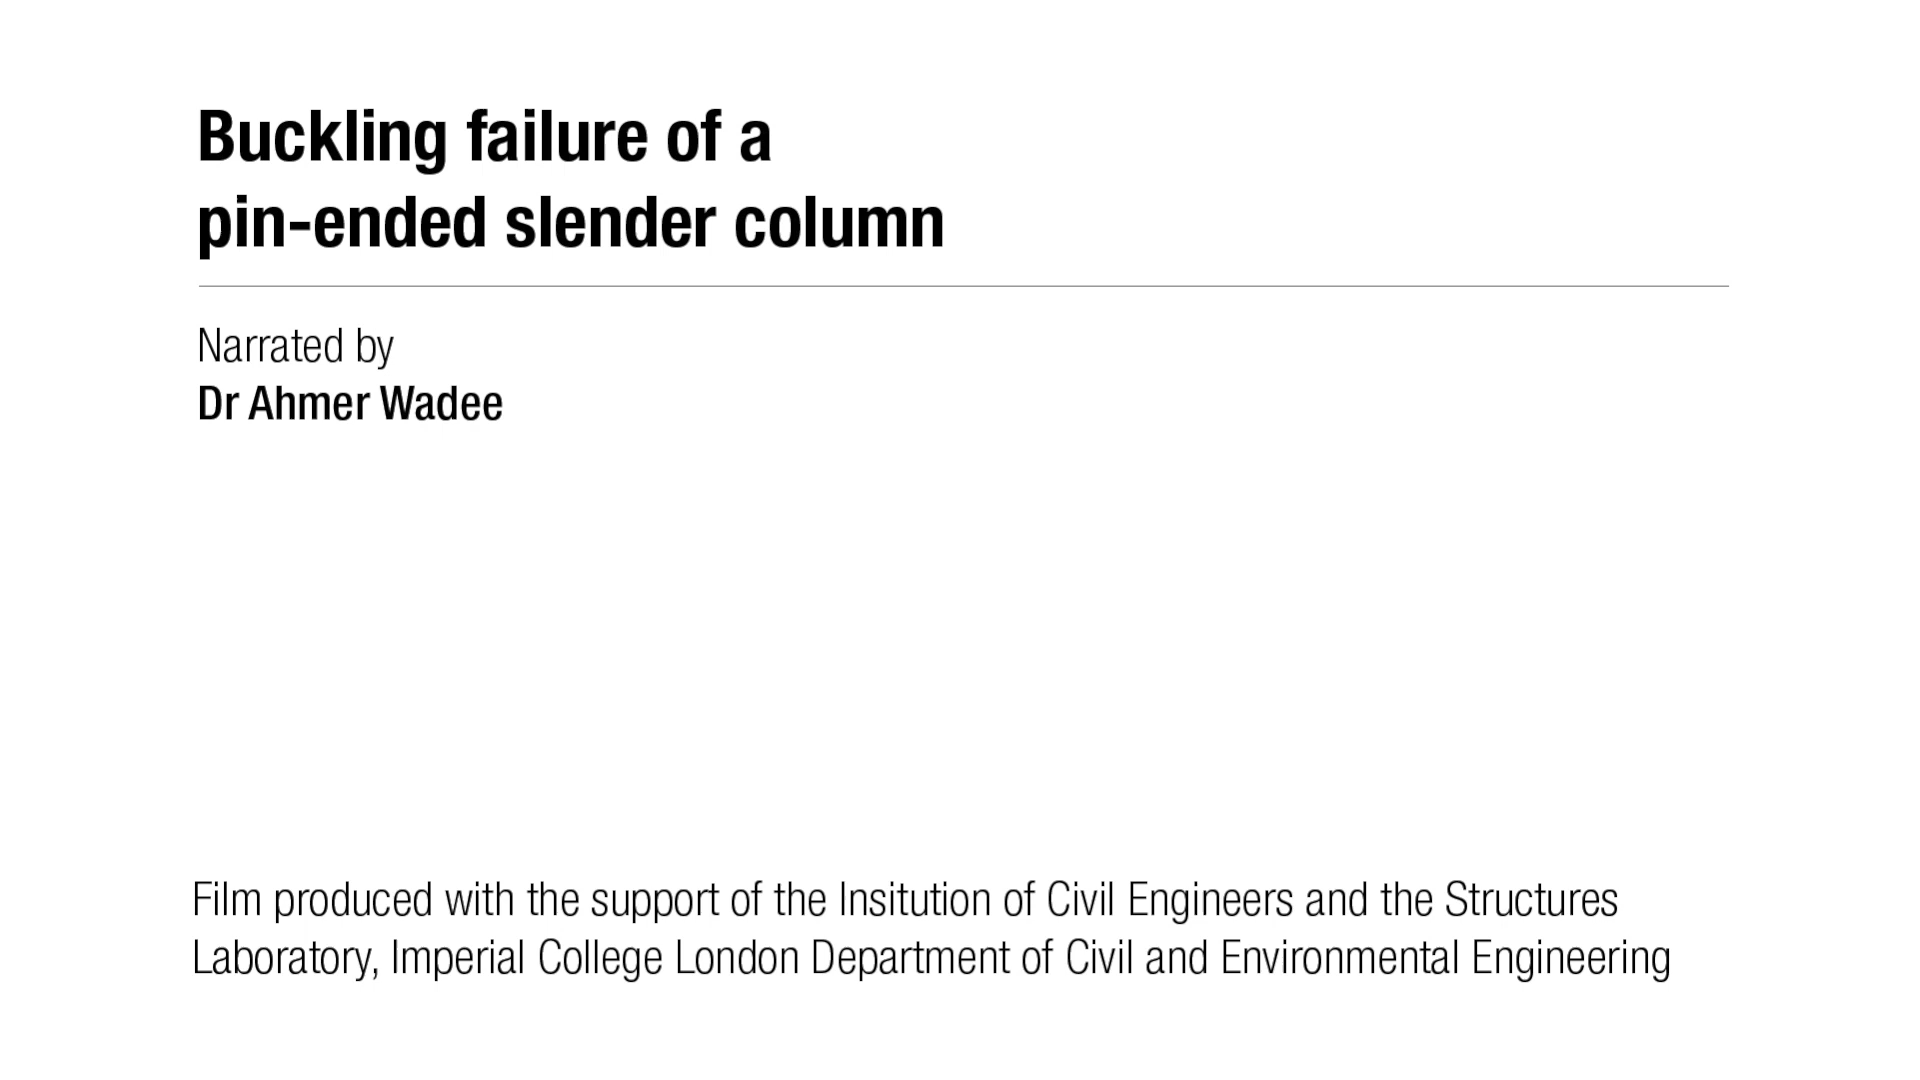 Buckling failure of a
pin-ended slender column
Narrated by
Dr Ahmer Wadee
Film produced with the support of the Insitution of Civil Engineers and the Structures
Laboratory, Imperial College London Department of Civil and Environmental Engineering